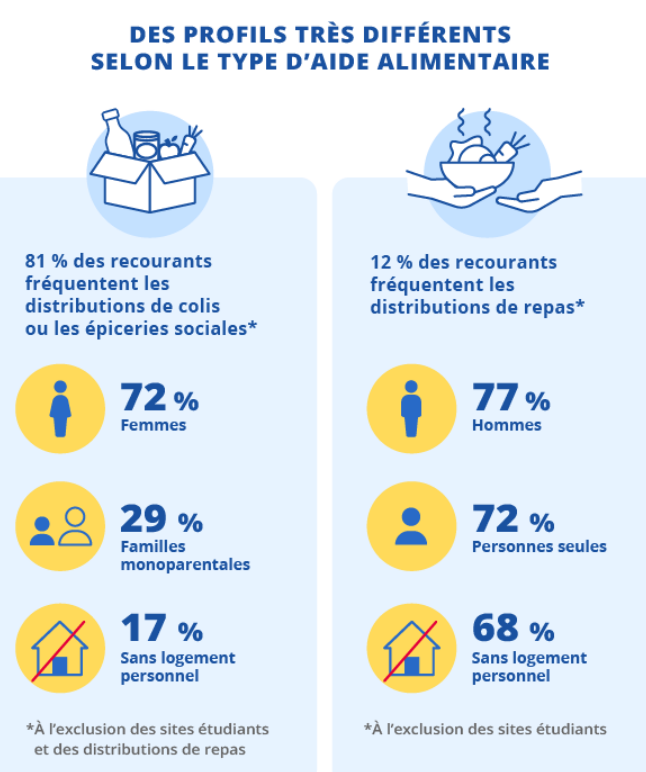 DES PROFILS TRÈS DIFFÉRENTS
SELON LE TYPE D'AIDE ALIMENTAIRE
81 % des recourants
fréquentent les
distributions de colis
ou les épiceries sociales*
72 %
Femmes
29 %
Familles
monoparentales
17 %
Sans logement
personnel
*À l'exclusion des sites étudiants
et des distributions de repas
12 % des recourants
fréquentent les
distributions de repas*
77 %
Hommes
72 %
Personnes seules
68 %
Sans logement
personnel
*À l'exclusion des sites étudiants